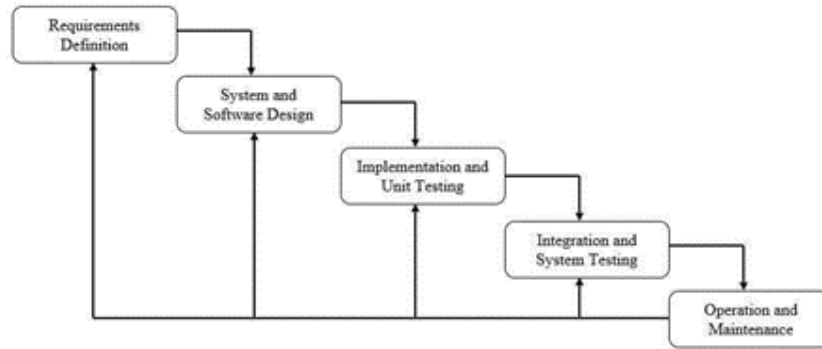 Requirements
Definition
System and
Software Design
Implementation and
Unit Testing
Integration and
System Testing
Operation and
Maintenance